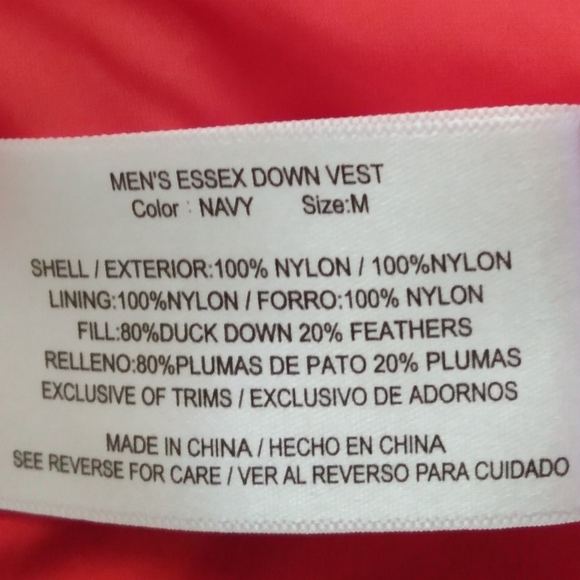 MEN'S ESSEX DOWN VEST
Color : NAVY Size:M
SHELL / EXTERIOR:100% NYLON / 100%NYLON
LINING:100%NYLON / FORRO:100% NYLON
FILL:80%DUCK DOWN 20% FEATHERS
RELLENO:80%PLUMAS DE PATO 20% PLUMAS
EXCLUSIVE OF TRIMS / EXCLUSIVO DE ADORNOS
MADE IN CHINA / HECHO EN CHINA
SEE REVERSE FOR CARE / VER AL REVERSO PARA CUIDADO